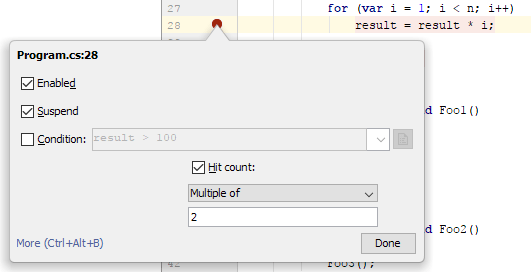 27 for (var i = 1; i < n; i++)
28 result = result * i;
Program.cs:28
Enabled
Suspend
Condition: result > 100
d Foo1()
Hit count:
Multiple of
2
d Foo2()
More (Ctrl+Alt+B) Done
42 Foo3();